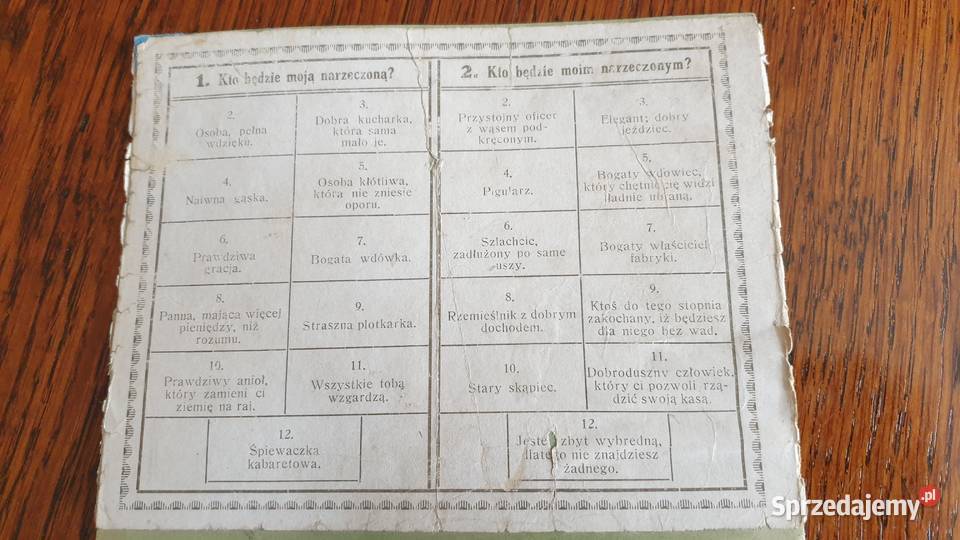 1. Kto będzie moją narzeczoną?
2.
Osoba, pełna
wdzięku.
3.
Dobra kucharka,
która sama
mało je.
4.
Naiwna gąska.
5.
Osoba kłótliwa,
która nie zniesie
oporu.
6.
Prawdziwa
gracja.
7.
Bogata wdówka.
8.
Panna, mająca więcej
pieniędzy, niż
rozumu.
9.
Straszna plotkarka.
10.
Prawdziwy anioł,
który zamieni ci
ziemię na raj.
11.
Wszystkie tobą
wzgardzą.
12.
Śpiewaczka
kabaretowa.
2. Kto będzie moim narzeczonym?
2.
Przystojny oficer
z wąsem pod-
kręconym.
3.
Elegant; dobry
jeździec.
4.
Pigularz.
5.
Bogaty wdowiec,
który chętnie cię widzi
ładnie ubraną.
6.
Szlachcic,
zadłużony po same
uszy.
7.
Bogaty właściciel
fabryki.
8.
Rzemieślnik z dobrym
dochodem.
9.
Ktoś do tego stopnia
zakochany, iż będziesz
dla niego bez wad.
10.
Stary skąpiec.
11.
Dobroduszny człowiek,
który ci pozwoli rzą-
dzić swoją kasą.
12.
Jesteś zbyt wybredną,
dlatego nie znajdziesz
żadnego.
Sprzedajemy.pl